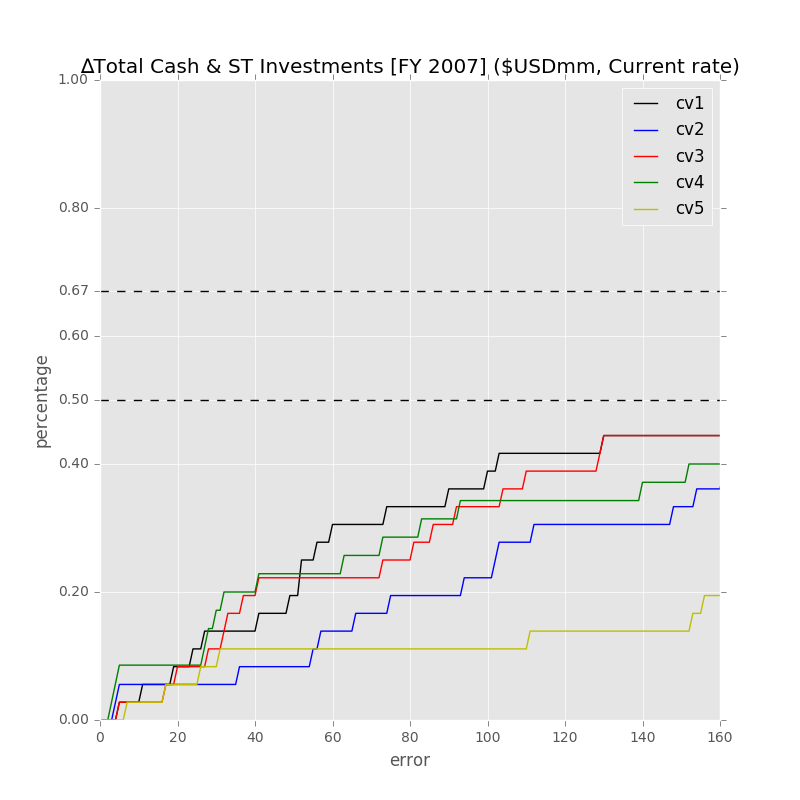 ΔTotal Cash & ST Investments [FY 2007] ($USDmm, Current rate)
1.00
0.80
0.67
0.60
0.50
0.40
0.20
0.00
percentage
cv1
cv2
cv3
cv4
cv5
0 20 40 60 80 100 120 140 160
error